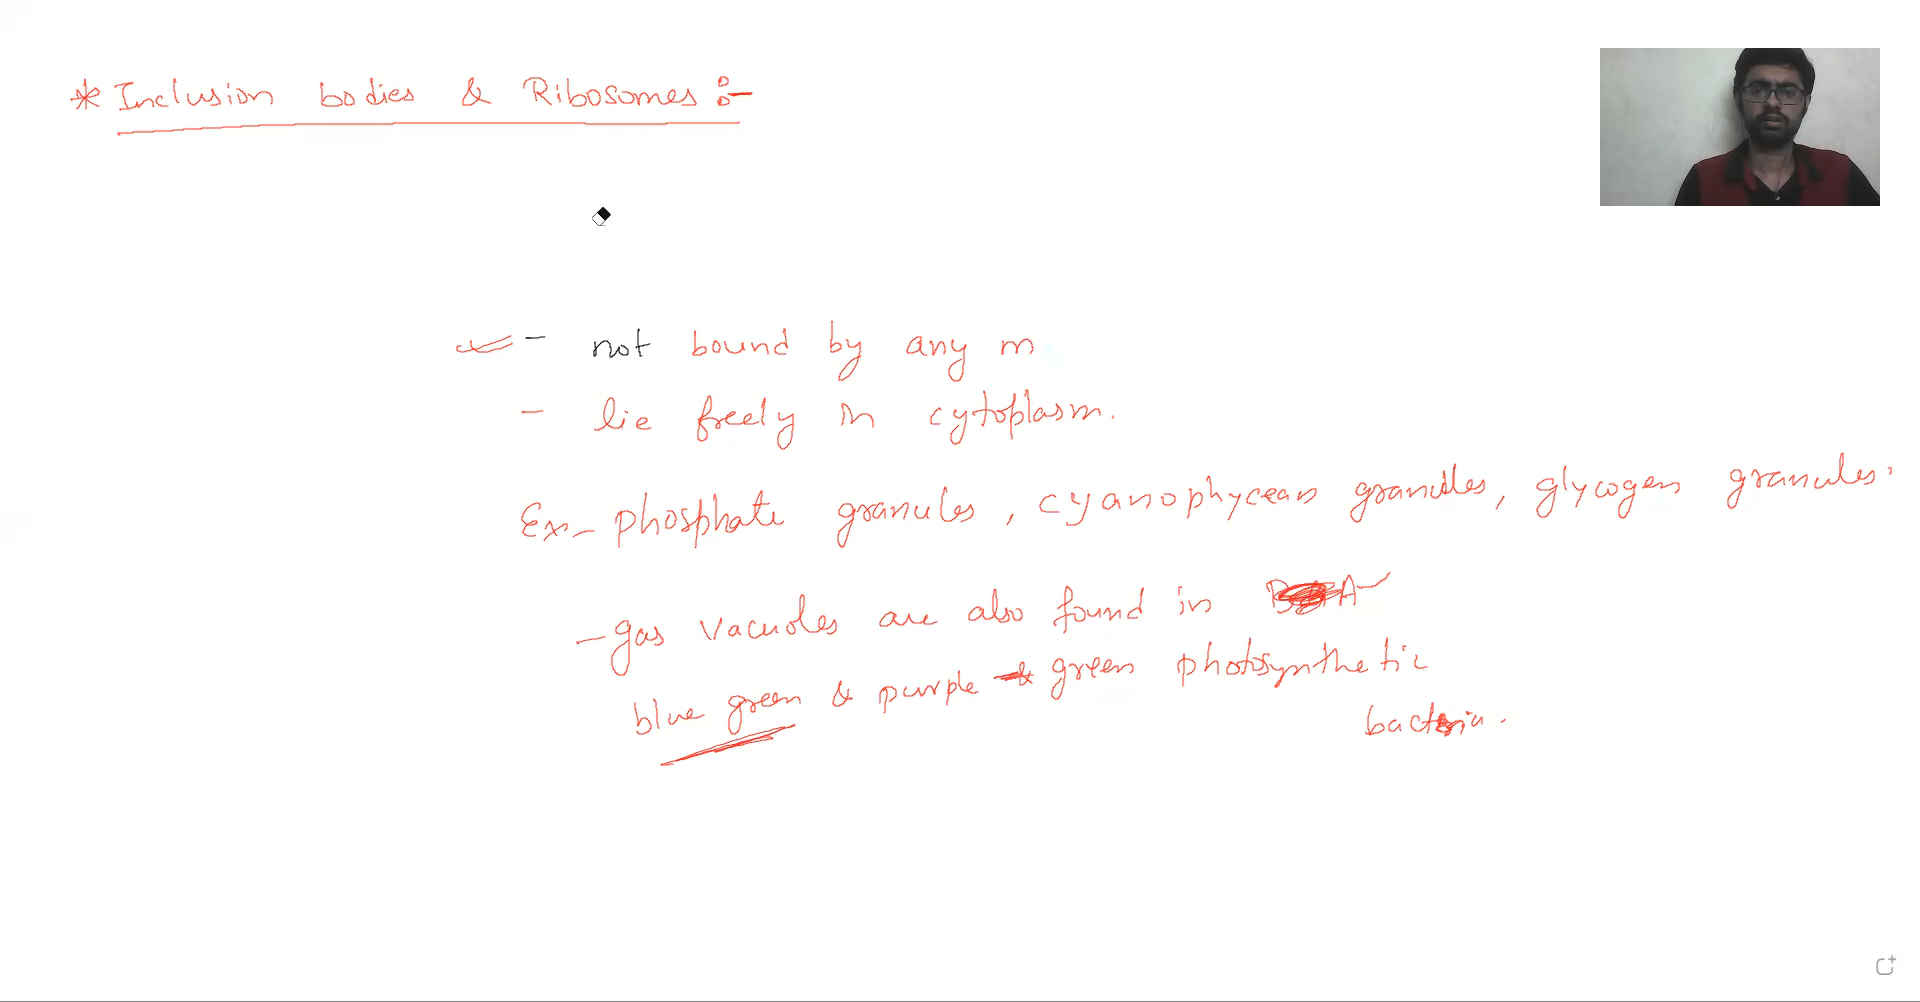 * Inclusion bodies & Ribosomes :-
- not bound by any m
- lie freely in cytoplasm.
Ex- phosphate granules, cyanophycean granules, glycogen granules.
- gas vacuoles are also found in
blue green & purple & green photosynthetic
bacteria.